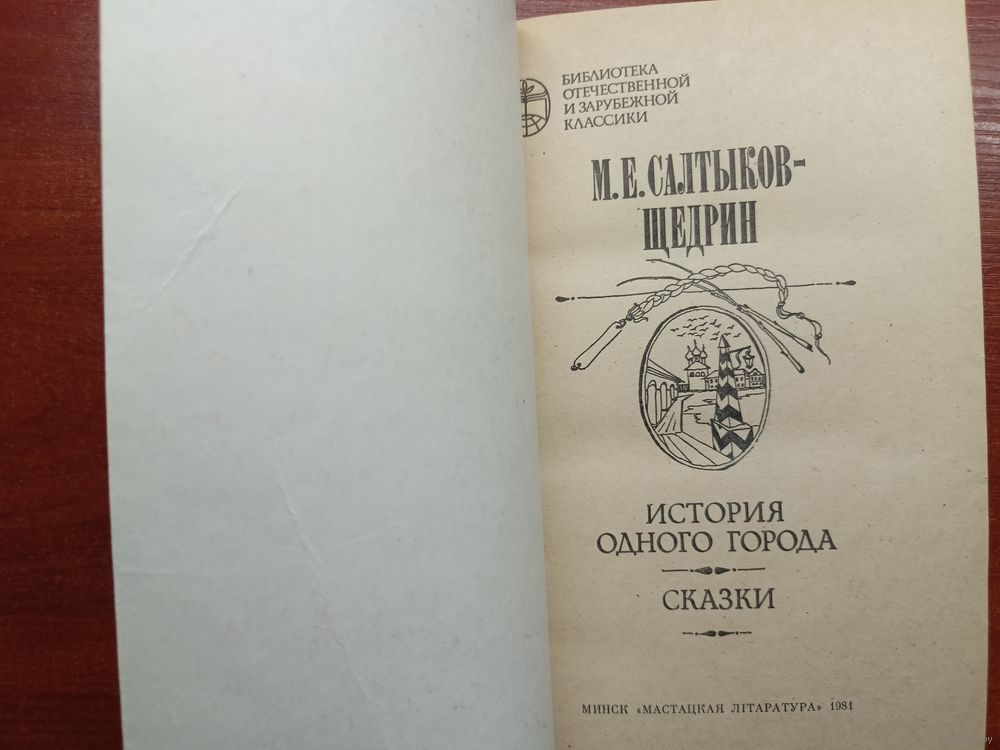 БИБЛИОТЕКА
ОТЕЧЕСТВЕННОЙ
И ЗАРУБЕЖНОЙ
КЛАССИКИ
М.Е.САЛТЫКОВ-
ЩЕДРИН
ИСТОРИЯ
ОДНОГО ГОРОДА
СКАЗКИ
МИНСК «МАСТАЦКАЯ ЛІТАРАТУРА» 1981